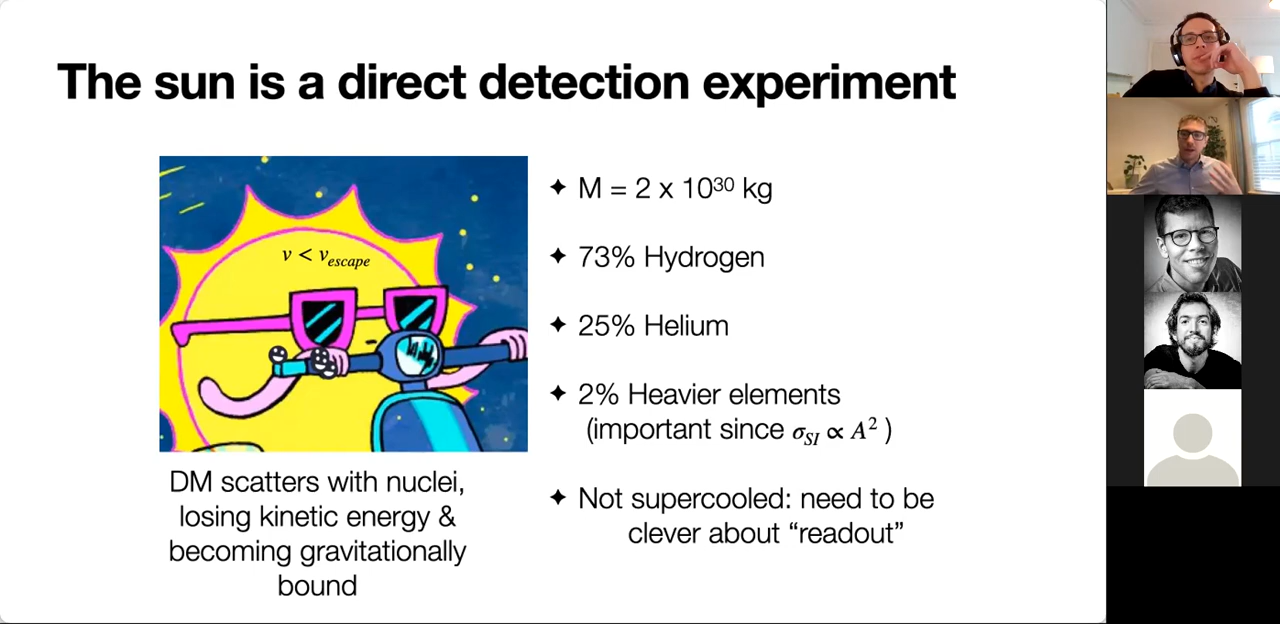 The sun is a direct detection experiment
v < v_escape
DM scatters with nuclei,
losing kinetic energy &
becoming gravitationally
bound
✦ M = 2 x 10³⁰ kg
✦ 73% Hydrogen
✦ 25% Helium
✦ 2% Heavier elements
(important since σ_SI ∝ A² )
✦ Not supercooled: need to be
clever about “readout”